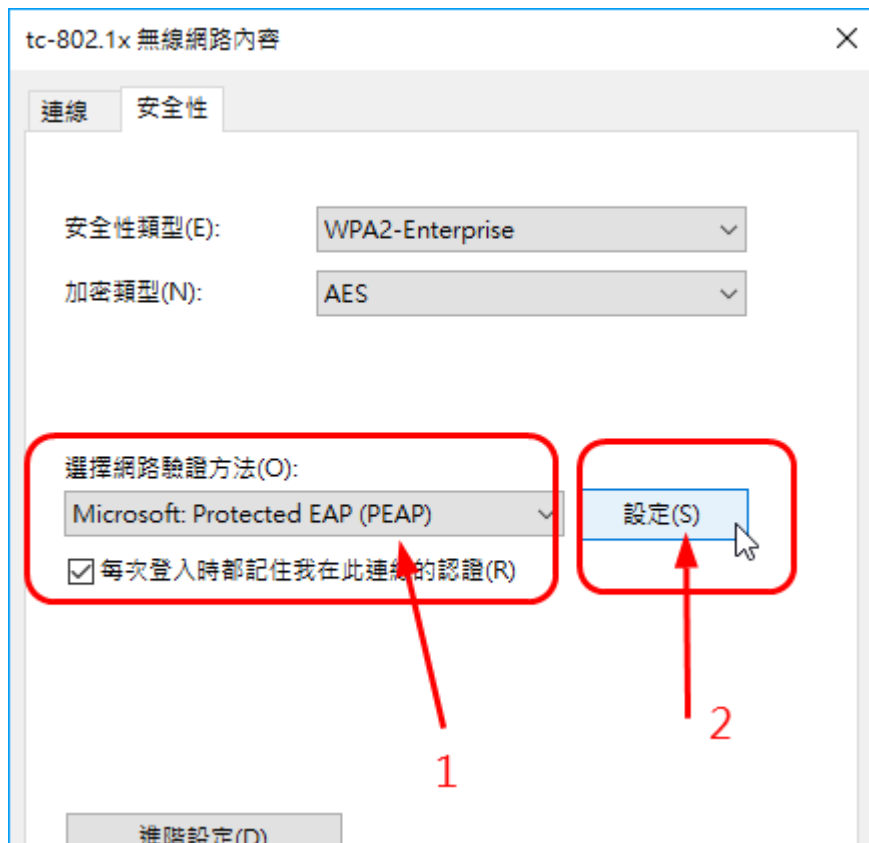 tc-802.1x 無線網路內容
連線 安全性
安全性類型(E): WPA2-Enterprise
加密類型(N): AES
選擇網路驗證方法(O):
Microsoft: Protected EAP (PEAP) 設定(S)
每次登入時都記住我在此連線的認證(R)
2
1
進階設定(D)